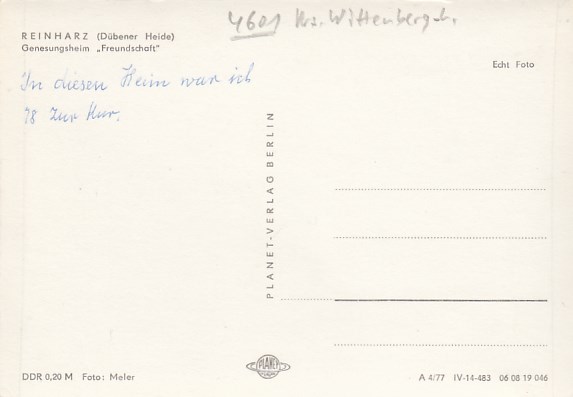 4601 Krs. Wittenberg
REINHARZ (Dübener Heide)
Genesungsheim „Freundschaft"
Echt Foto
In diesen Heim war ich
78 zur Kur.
PLANET-VERLAG BERLIN
PLANET
DDR 0,20 M Foto: Meler
A 4/77 IV-14-483 06 08 19 046